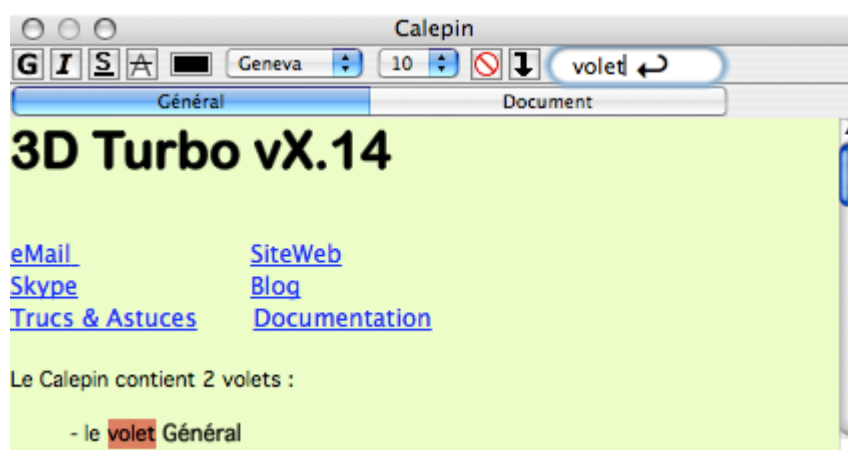 Calepin
G I S A Geneva 10 volet
Général Document
3D Turbo vX.14
eMail SiteWeb
Skype Blog
Trucs & Astuces Documentation
Le Calepin contient 2 volets :
- le volet Général